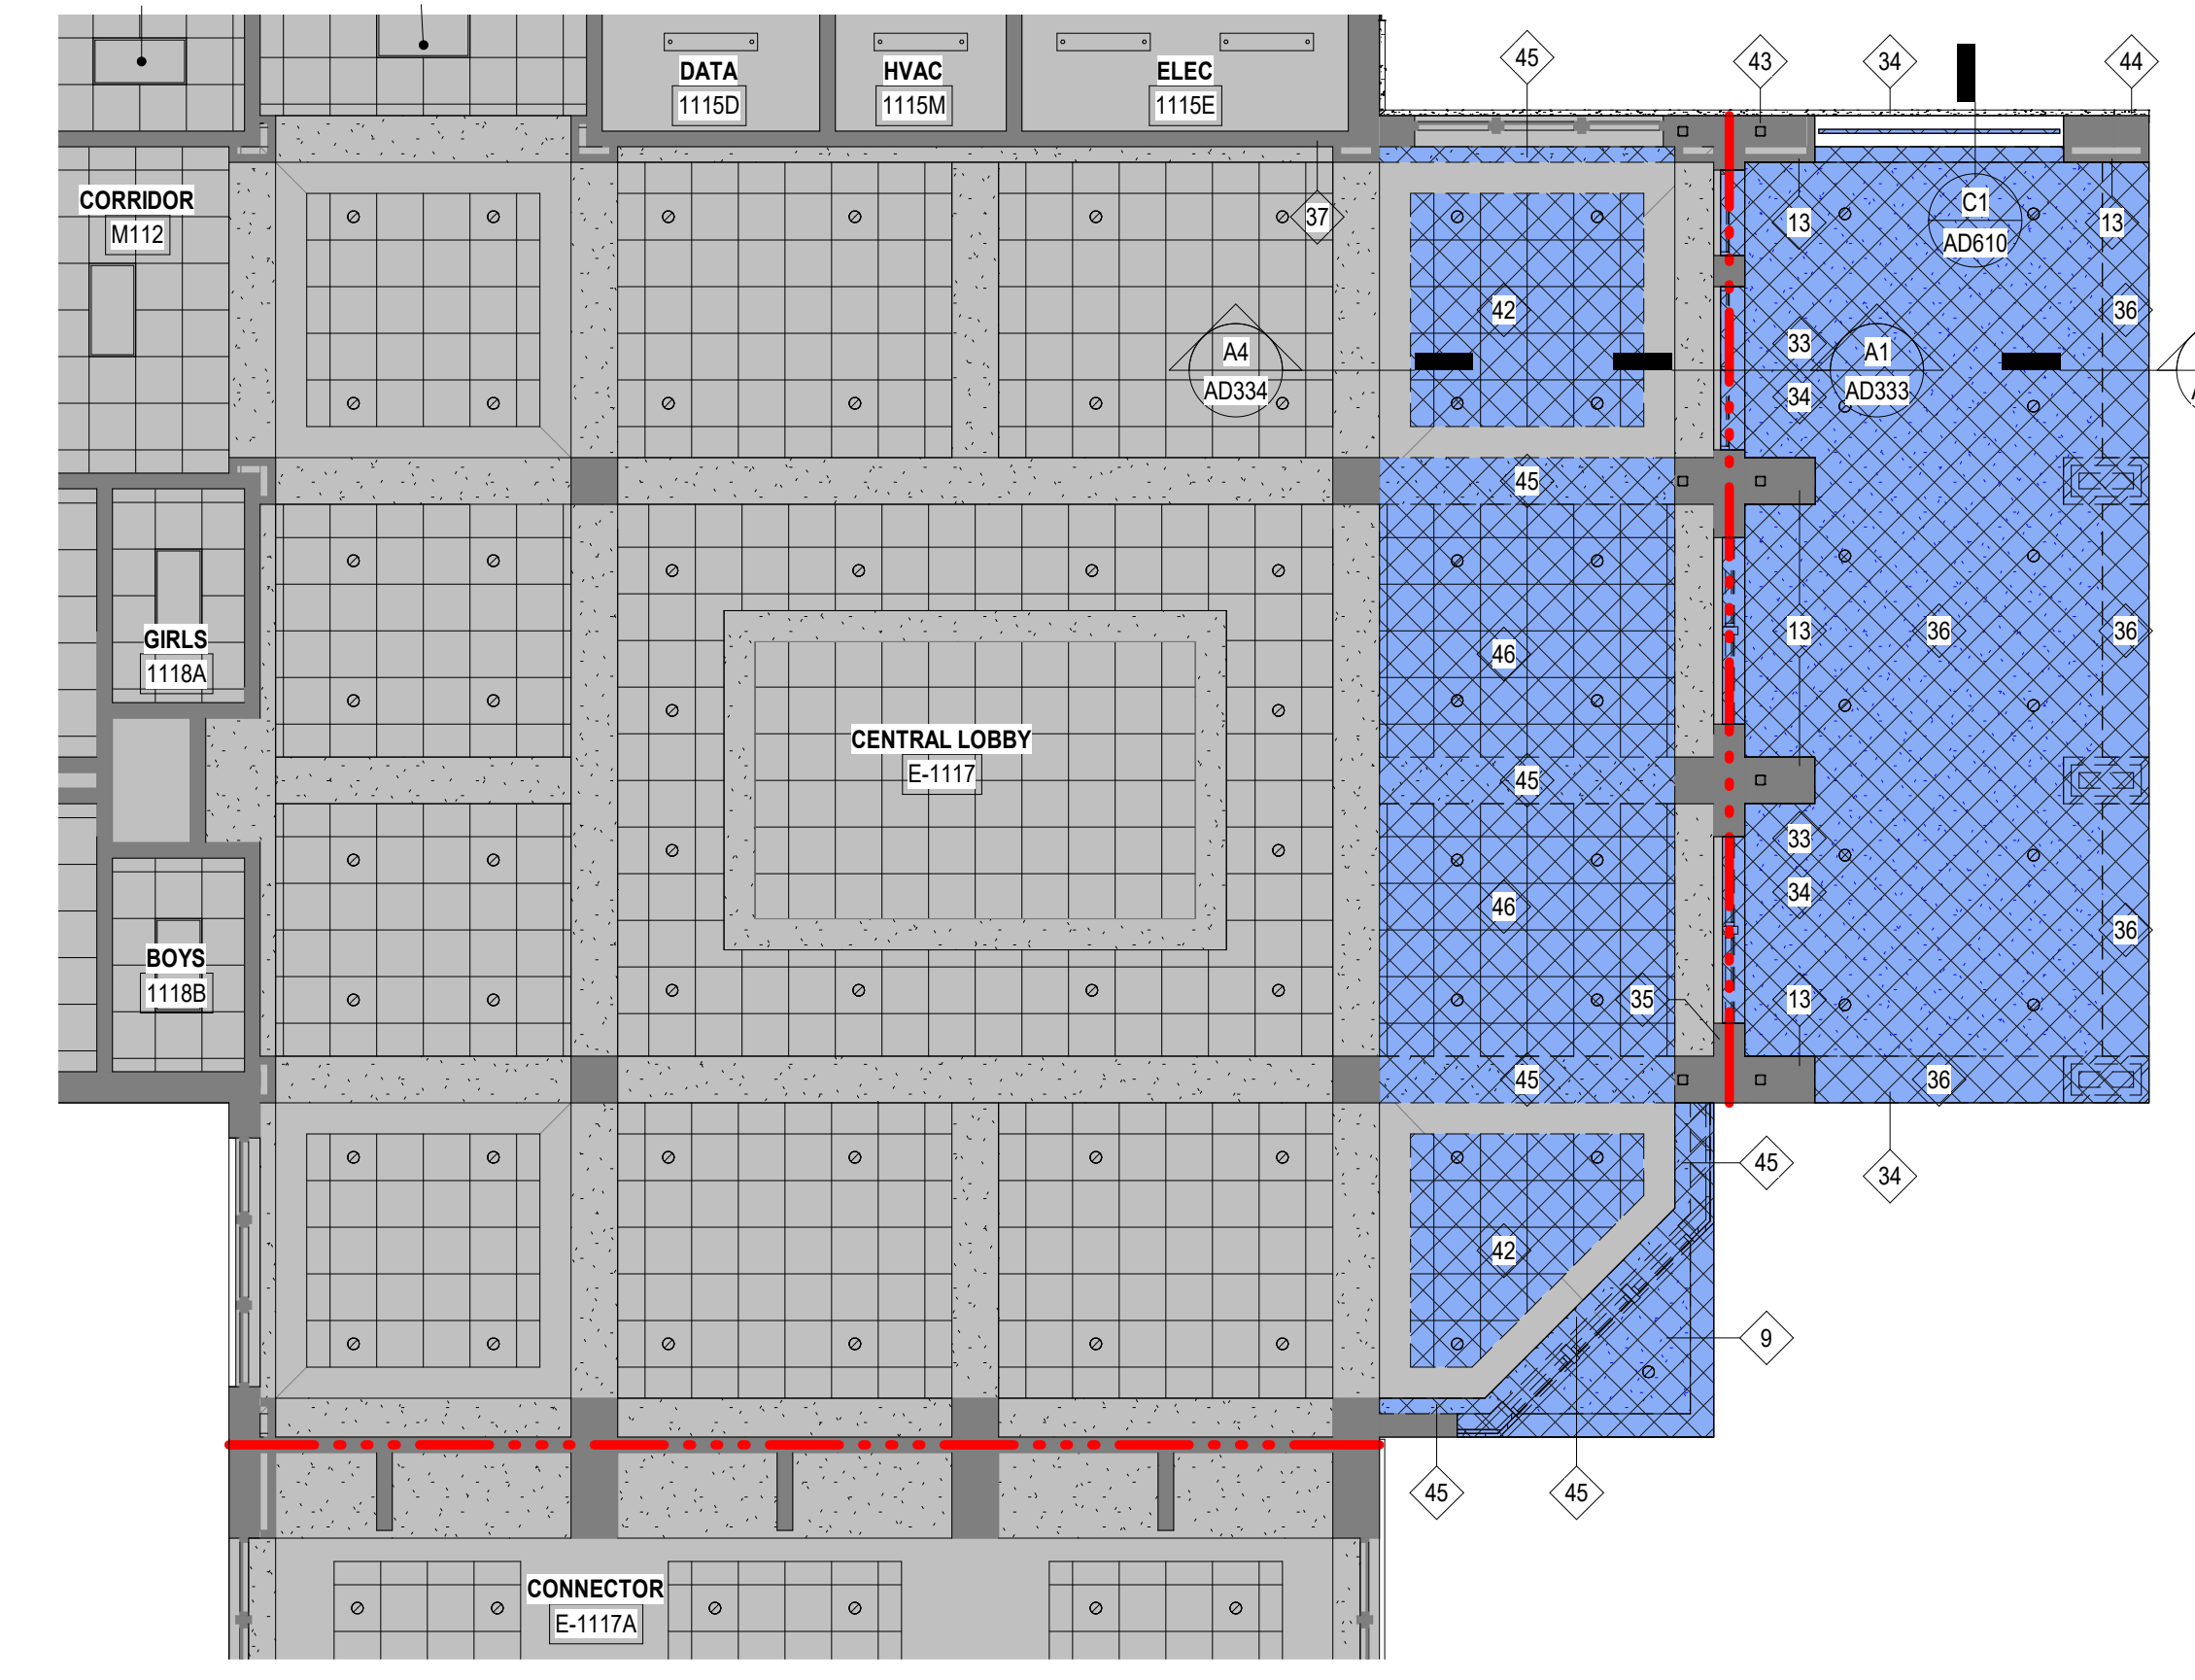 DATA
1115D
HVAC
1115M
ELEC
1115E
45
43
34
44
CORRIDOR
M112
37
13
C1
AD610
13
42
36
33
A1
AD333
A4
AD334
34
45
GIRLS
1118A
46
13
36
36
CENTRAL LOBBY
E-1117
45
33
34
46
36
BOYS
1118B
35
13
45
36
45
34
42
9
45
45
CONNECTOR
E-1117A